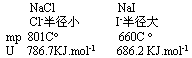 NaCl NaI
Cl⁻半径小 I⁻半径大
mp 801C° 660C °
U 786.7KJ.mol⁻¹ 686.2 KJ.mol⁻¹